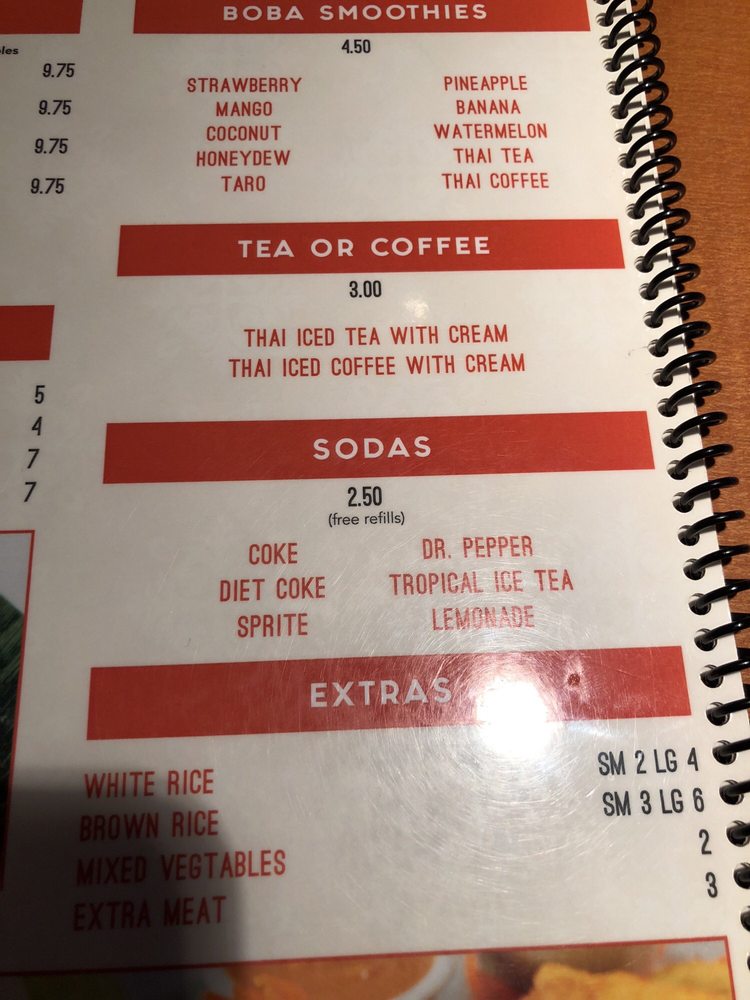 les
9.75
9.75
9.75
9.75
5
4
7
7
BOBA SMOOTHIES
4.50
STRAWBERRY PINEAPPLE
MANGO BANANA
COCONUT WATERMELON
HONEYDEW THAI TEA
TARO THAI COFFEE
TEA OR COFFEE
3.00
THAI ICED TEA WITH CREAM
THAI ICED COFFEE WITH CREAM
SODAS
2.50
(free refills)
COKE DR. PEPPER
DIET COKE TROPICAL ICE TEA
SPRITE LEMONADE
EXTRAS
WHITE RICE SM 2 LG 4
BROWN RICE SM 3 LG 6
MIXED VEGTABLES 2
EXTRA MEAT 3